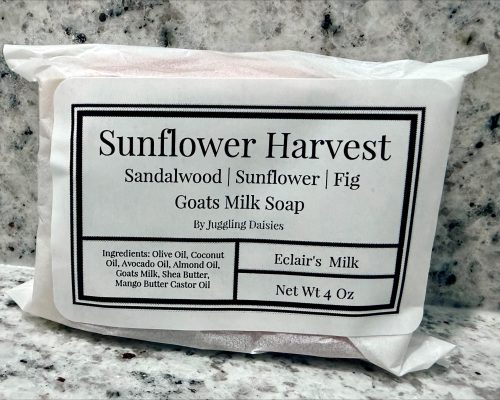 Sunflower Harvest
Sandalwood | Sunflower | Fig
Goats Milk Soap
By Juggling Daisies
Ingredients: Olive Oil, Coconut
Oil, Avocado Oil, Almond Oil,
Goats Milk, Shea Butter,
Mango Butter Castor Oil
Eclair's Milk
Net Wt 4 Oz